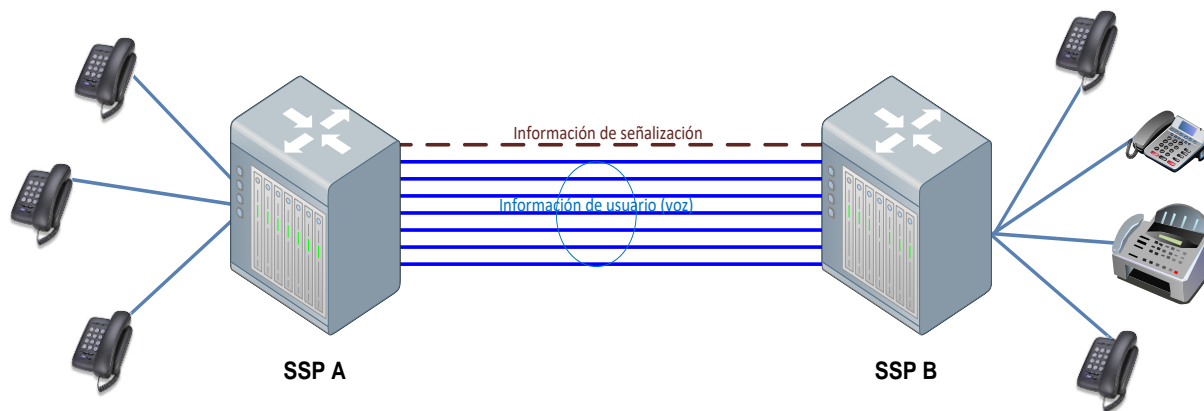 Información de señalización
Información de usuario (voz)
SSP A
SSP B